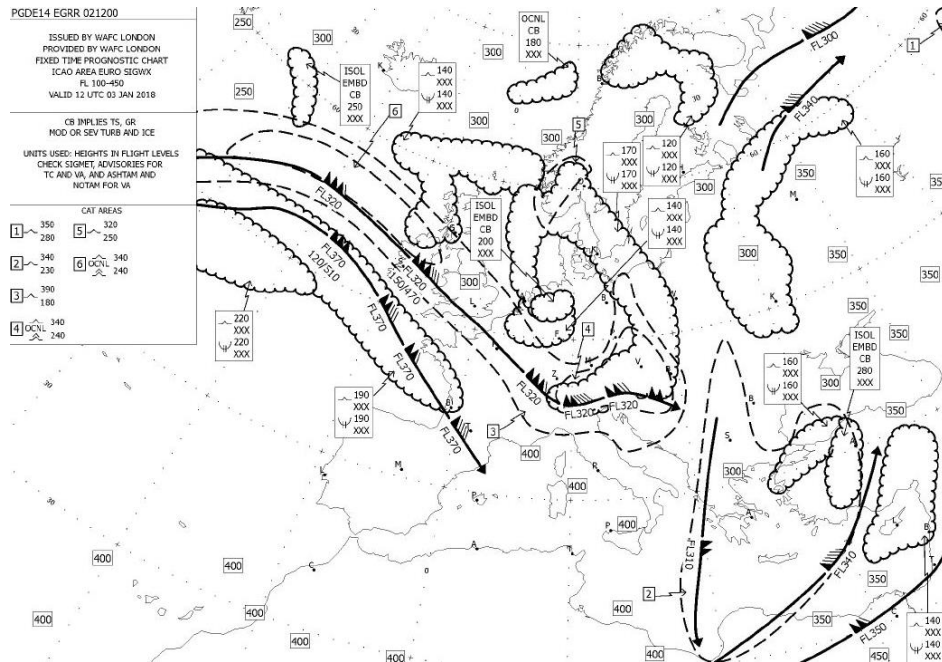 PGDE14 EGRR 021200
ISSUED BY WAFC LONDON
PROVIDED BY WAFC LONDON
FIXED TIME PROGNOSTIC CHART
ICAO AREA EURO SIGWX
FL 100-450
VALID 12 UTC 03 JAN 2018
CB IMPLIES TS, GR
MOD OR SEV TURB AND ICE
UNITS USED: HEIGHTS IN FLIGHT LEVELS
CHECK SIGMET, ADVISORIES FOR
TC AND VA, AND ASHTAM AND
NOTAM FOR VA
CAT AREAS
1 350
280
2 340
230
3 390
180
4 OCNL 340
240
5 320
250
6 OCNL 340
240
250
300
300
ISOL
EMBD
CB
250
XXX
140
XXX
140
XXX
OCNL
CB
180
XXX
300
300
FL300
1
250
6
300
5
300
FL340
300
170
XXX
170
XXX
120
XXX
120
XXX
300
350
160
XXX
160
XXX
350
FL320
ISOL
EMBD
CB
200
XXX
140
XXX
140
XXX
M
300
350
FL370
120/510
FL320
150/470
300
FL370
4
K
350
350
220
XXX
220
XXX
FL370
FL320
FL320
FL320
ISOL
EMBD
CB
280
XXX
160
XXX
160
XXX
300
350
350
190
XXX
190
XXX
FL370
3
400
400
300
400
M
R
P
400
400
400
FL310
FL340
350
2
140
XXX
140
XXX
400
400
400
400
350
FL350
450